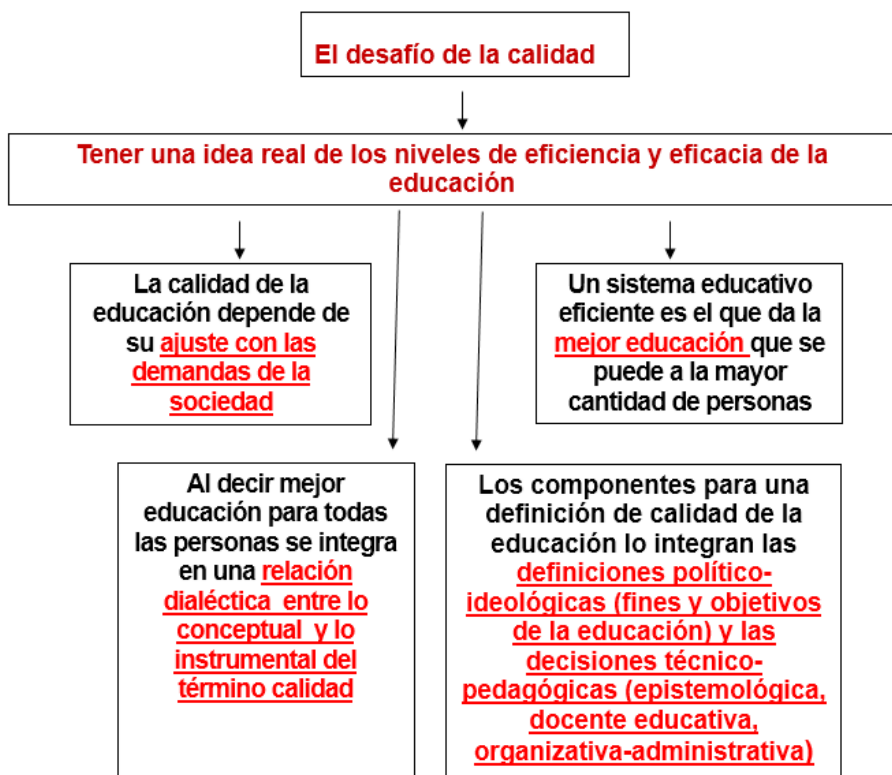 El desafío de la calidad
Tener una idea real de los niveles de eficiencia y eficacia de la
educación
La calidad de la
educación depende de
su ajuste con las
demandas de la
sociedad
Un sistema educativo
eficiente es el que da la
mejor educación que se
puede a la mayor
cantidad de personas
Al decir mejor
educación para todas
las personas se integra
en una relación
dialéctica entre lo
conceptual y lo
instrumental del
término calidad
Los componentes para una
definición de calidad de la
educación lo integran las
definiciones político-
ideológicas (fines y objetivos
de la educación) y las
decisiones técnico-
pedagógicas (epistemológica,
docente educativa,
organizativa-administrativa)